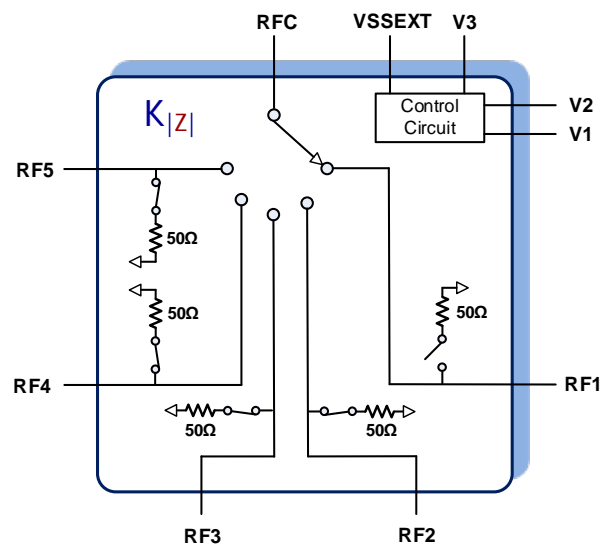 RFC
VSSEXT
V3
K|Z|
Control
Circuit
V2
V1
RF5
50Ω
50Ω
50Ω
RF4
RF1
50Ω
50Ω
RF3
RF2